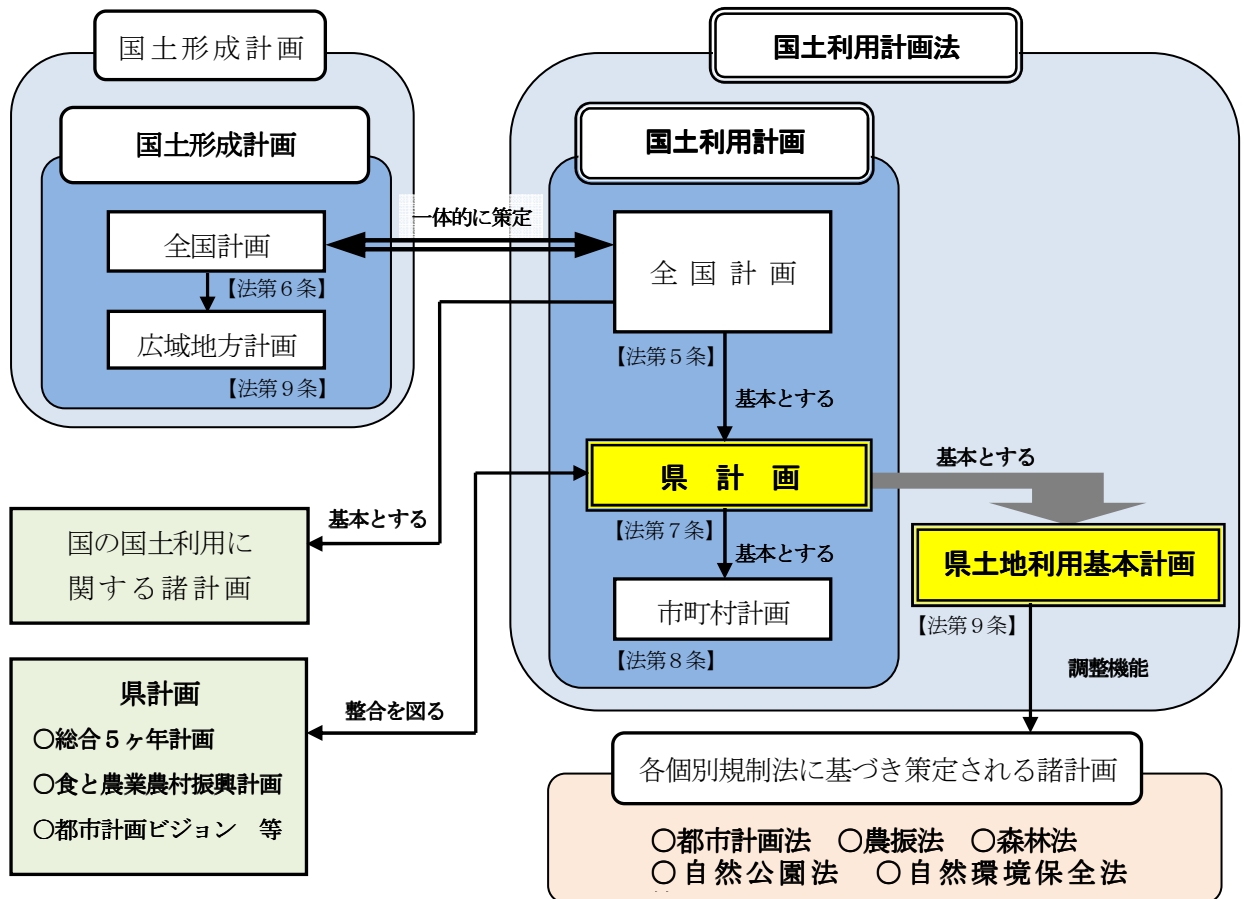 国土形成計画
国土形成計画
全国計画
【法第６条】
広域地方計画
【法第９条】
一体的に策定
国土利用計画法
国土利用計画
全国計画
【法第５条】
基本とする
県計画
【法第７条】
基本とする
市町村計画
【法第８条】
基本とする
県土地利用基本計画
【法第９条】
調整機能
基本とする
国の国土利用に
関する諸計画
整合を図る
県計画
○総合５ヶ年計画
○食と農業農村振興計画
○都市計画ビジョン　等
各個別規制法に基づき策定される諸計画
○都市計画法　○農振法　○森林法
○自然公園法　○自然環境保全法